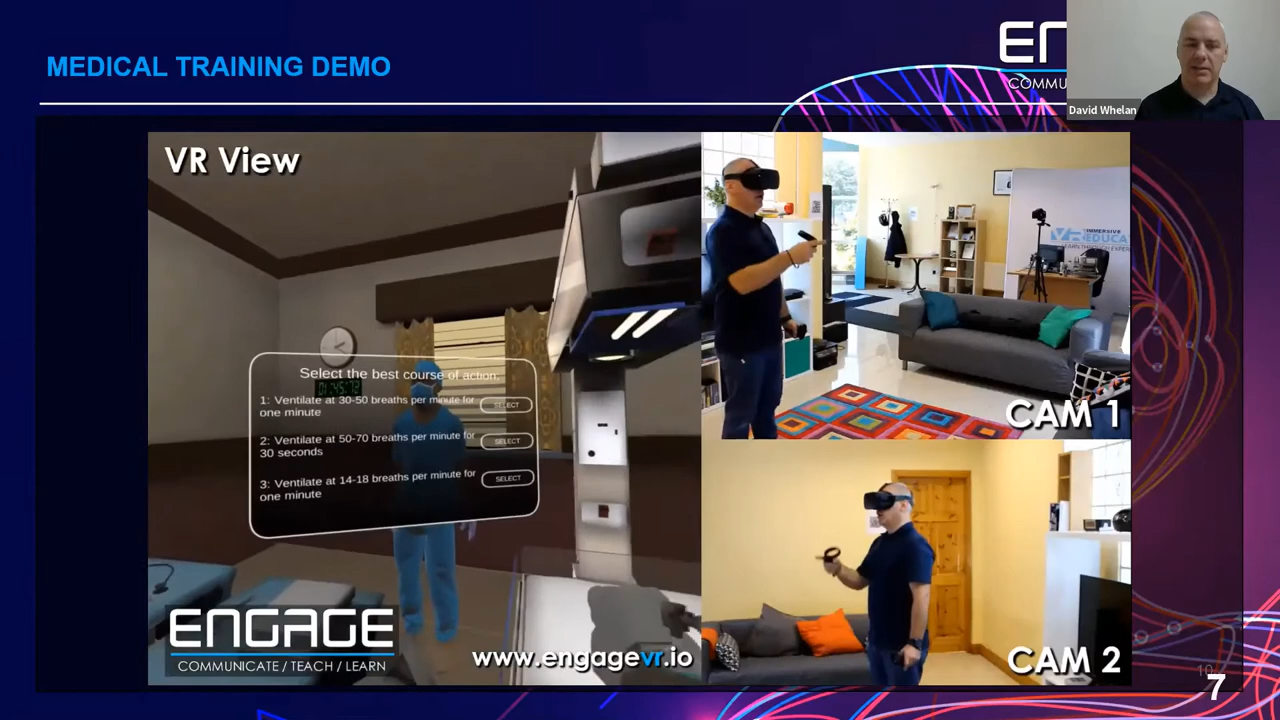 MEDICAL TRAINING DEMO
COMMU
David Whelan
VR View
Select the best course of action.
1: Ventilate at 30-50 breaths per minute for
one minute
SELECT
2: Ventilate at 50-70 breaths per minute for
30 seconds
SELECT
3: Ventilate at 14-18 breaths per minute for
one minute
SELECT
ENGAGE
COMMUNICATE / TEACH / LEARN
www.engagevr.io
IMMERSIVE
VR EDUCA
CAM 1
CAM 2
10
7